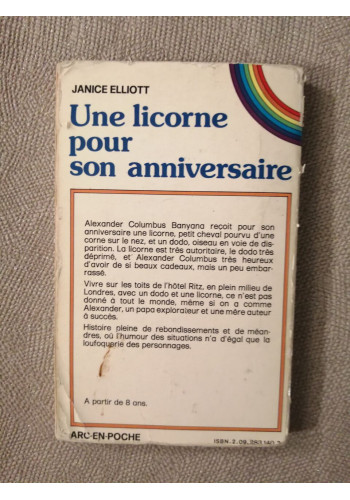 JANICE ELLIOTT
Une licorne
pour
son anniversaire
Alexander Columbus Banyana reçoit pour son
anniversaire une licorne, petit cheval pourvu d'une
corne sur le nez, et un dodo, oiseau en voie de dis-
parition. La licorne est très autoritaire, le dodo très
déprimé, et Alexander Columbus très heureux
d'avoir de si beaux cadeaux, mais un peu embar-
rassé.
Vivre sur les toits de l'hôtel Ritz, en plein milieu de
Londres, avec un dodo et une licorne, ce n'est pas
donné à tout le monde, même si on a comme
Alexander, un papa explorateur et une mère auteur
à succès.
Histoire pleine de rebondissements et de méan-
dres, où l'humour des situations n'a d'égal que la
loufoquerie des personnages.
A partir de 8 ans.
ARC-EN-POCHE
ISBN. 2. 09.